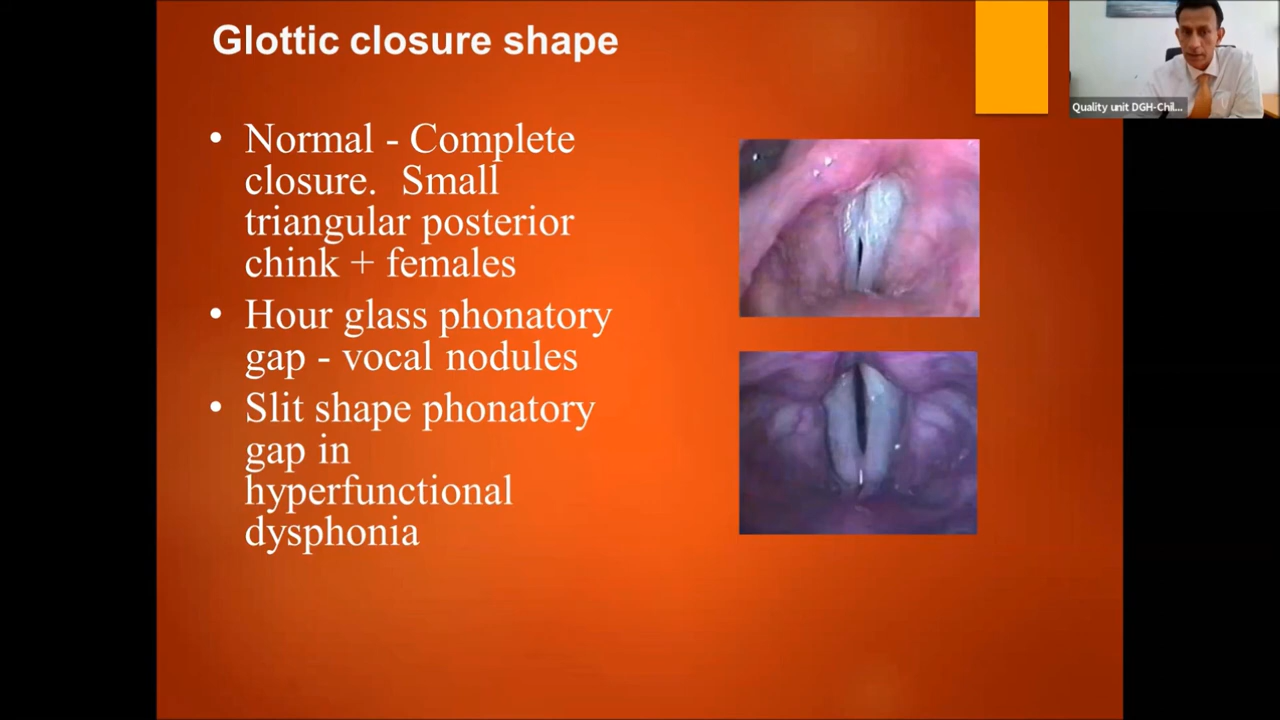 Glottic closure shape
Quality unit DGH-Chil...
• Normal - Complete
closure. Small
triangular posterior
chink + females
• Hour glass phonatory
gap - vocal nodules
• Slit shape phonatory
gap in
hyperfunctional
dysphonia